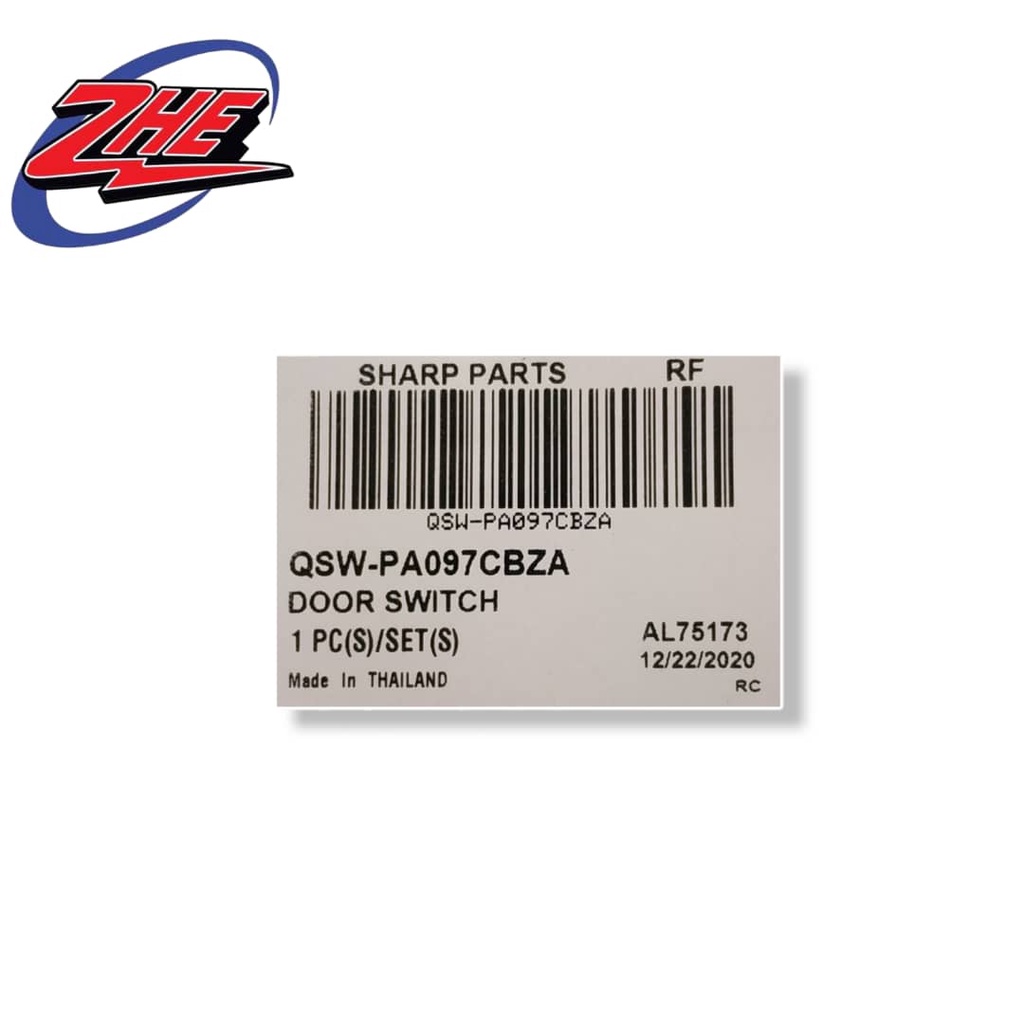 ZHE
SHARP PARTS RF
QSW-PA097CBZA
QSW-PA097CBZA
DOOR SWITCH
1 PC(S)/SET(S) AL75173
12/22/2020
Made In THAILAND
RC